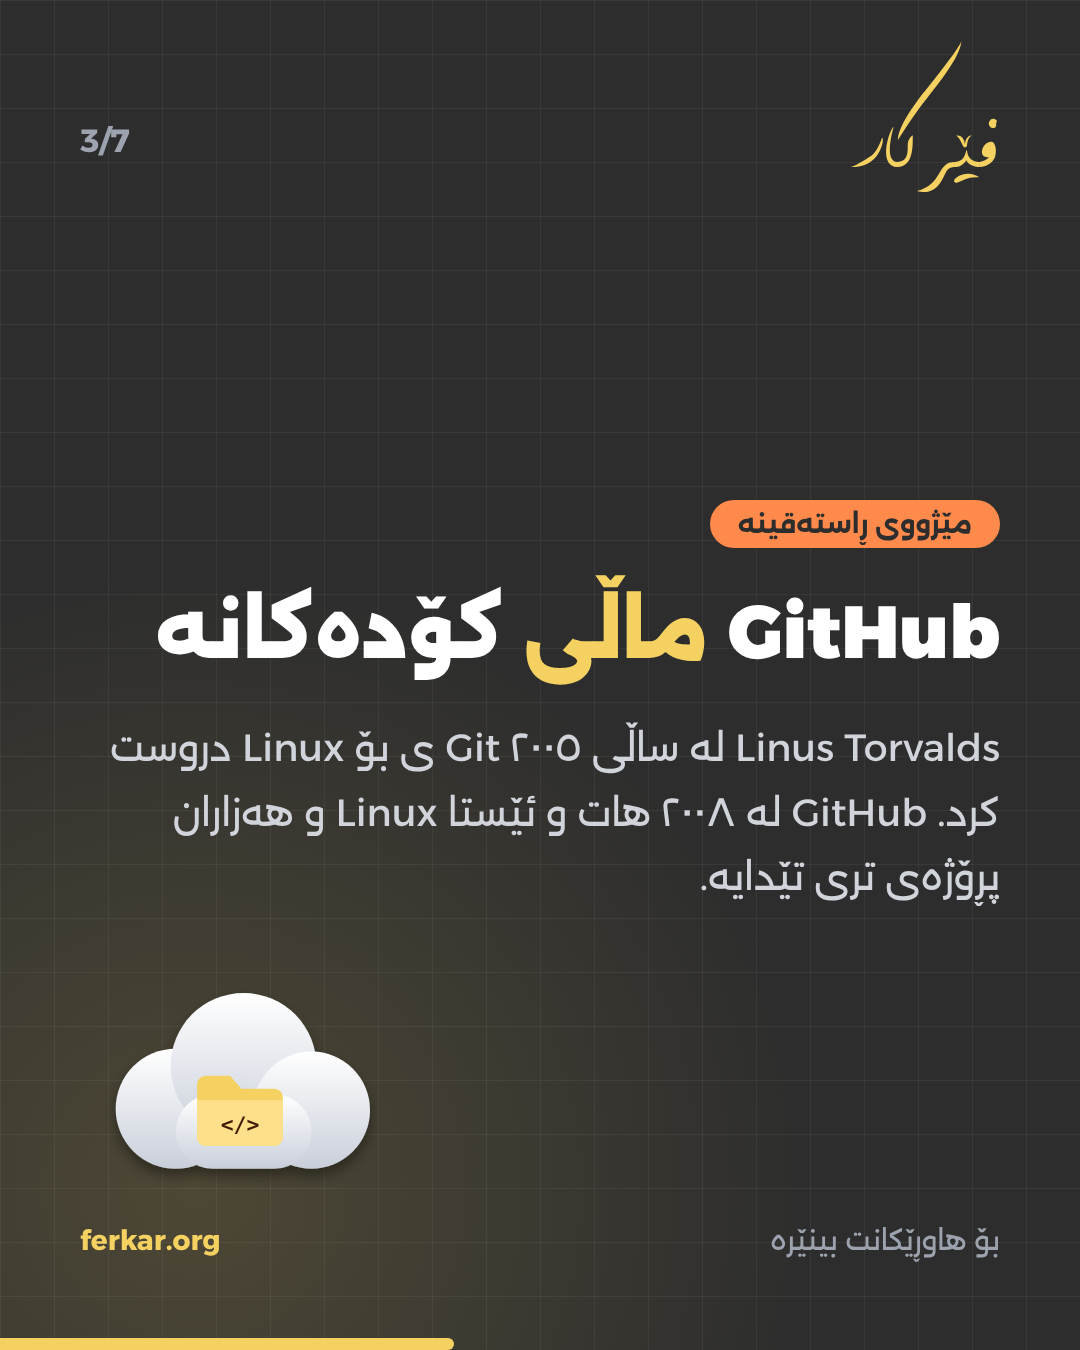 فێرکار
3/7
مێژووی ڕاستەقینە
GitHub ماڵی کۆدەکانە
Linus Torvalds لە ساڵی ٢٠٠٥ Git ی بۆ Linux دروست
کرد. GitHub لە ٢٠٠٨ هات و ئێستا Linux و هەزاران
پڕۆژەی تری تێدایە.
</>
بۆ هاوڕێکانت بینێرە
ferkar.org